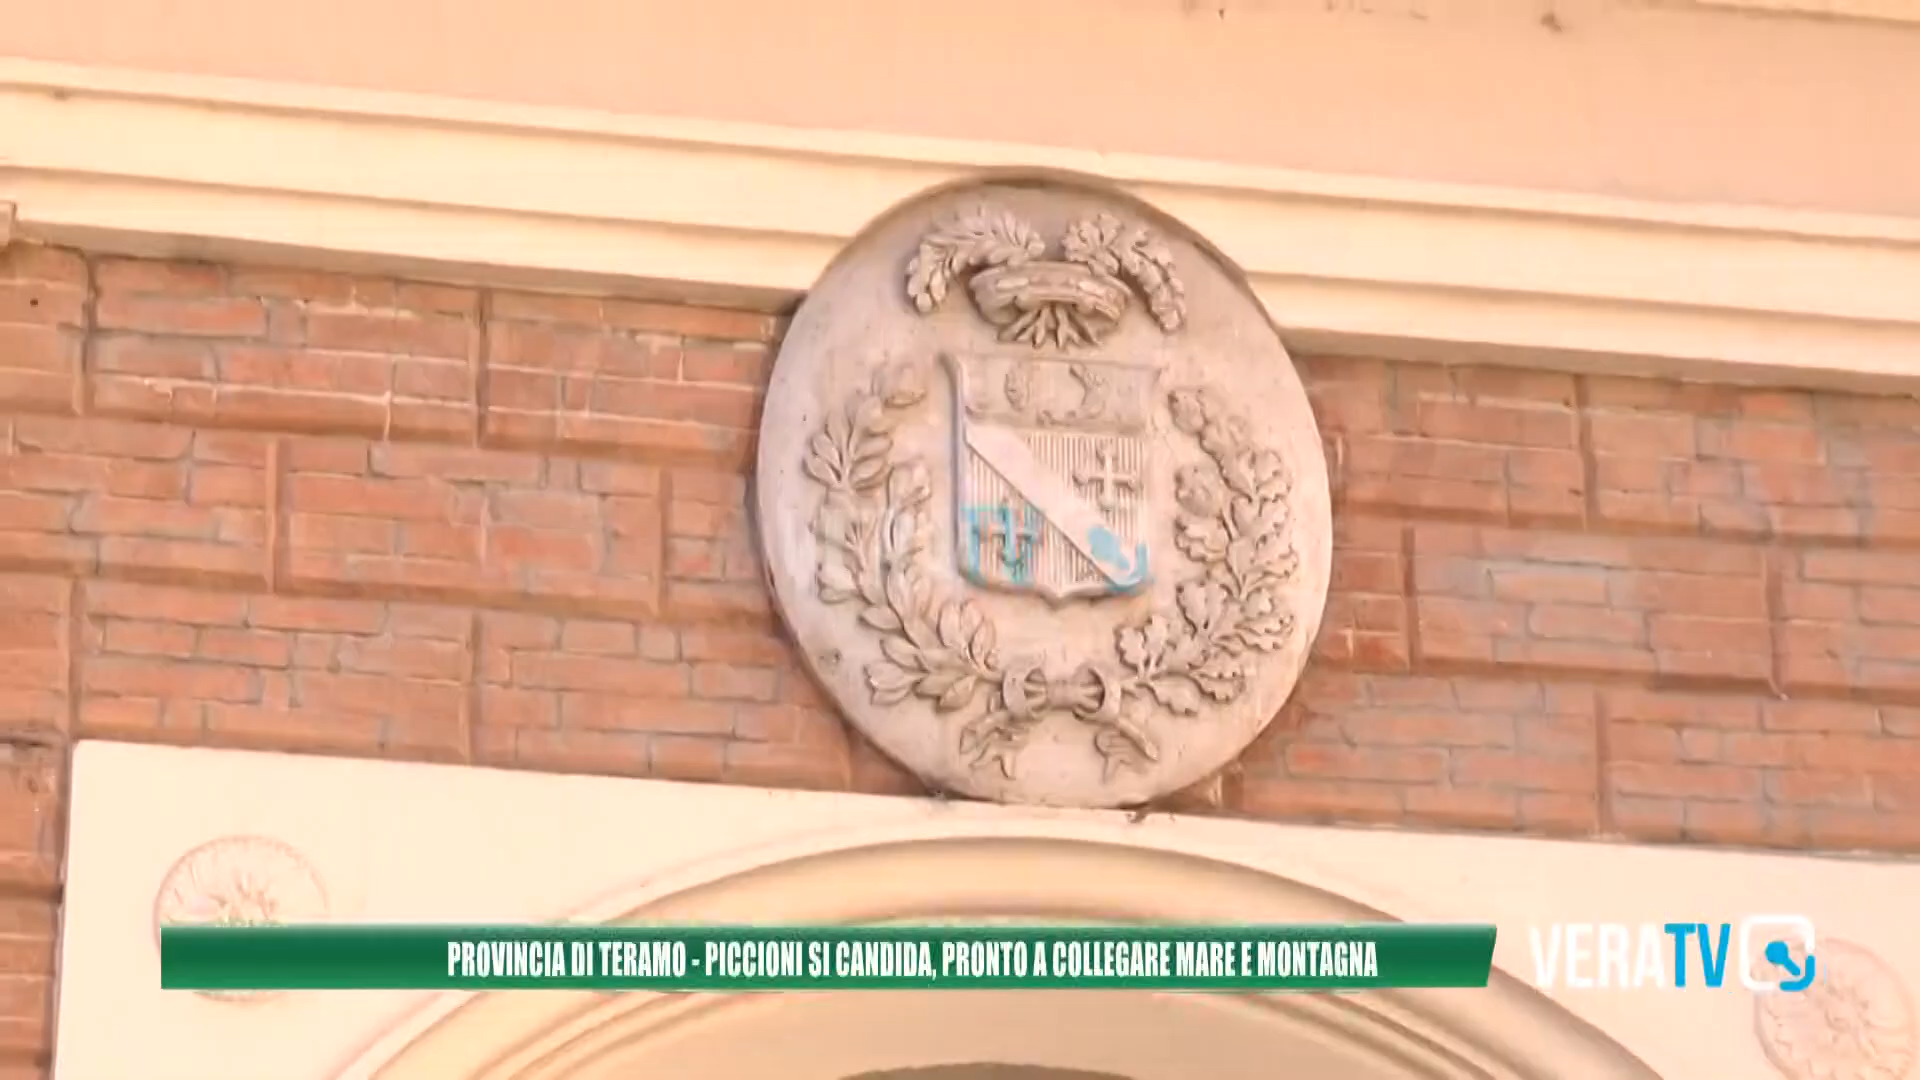 PROVINCIA DI TERAMO - PICCIONI SI CANDIDA, PRONTO A COLLEGARE MARE E MONTAGNA
VERATV